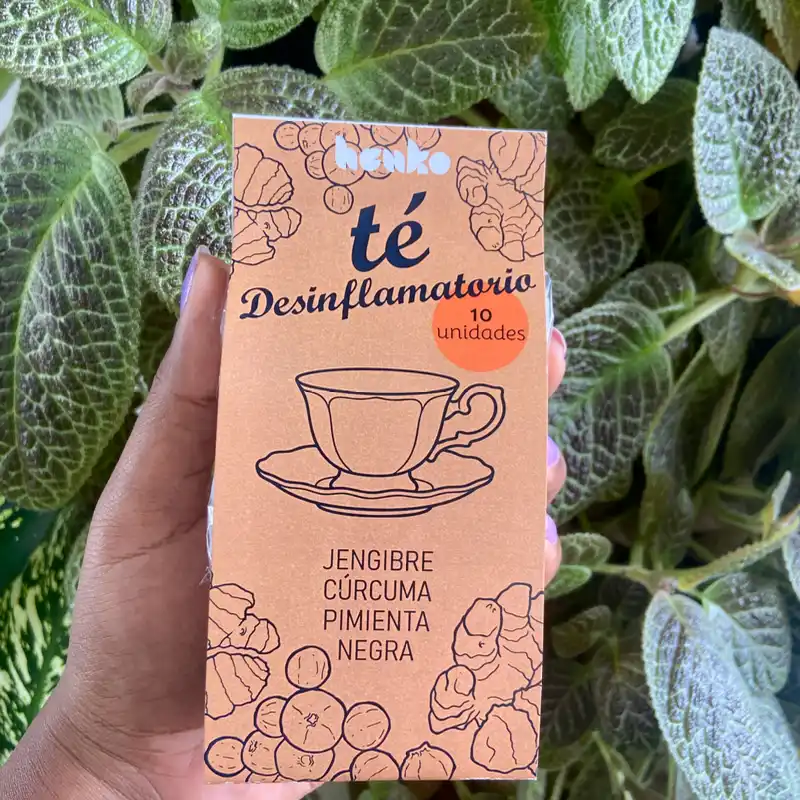 henko
té
Desinflamatorio
10
unidades
JENGIBRE
CÚRCUMA
PIMIENTA
NEGRA